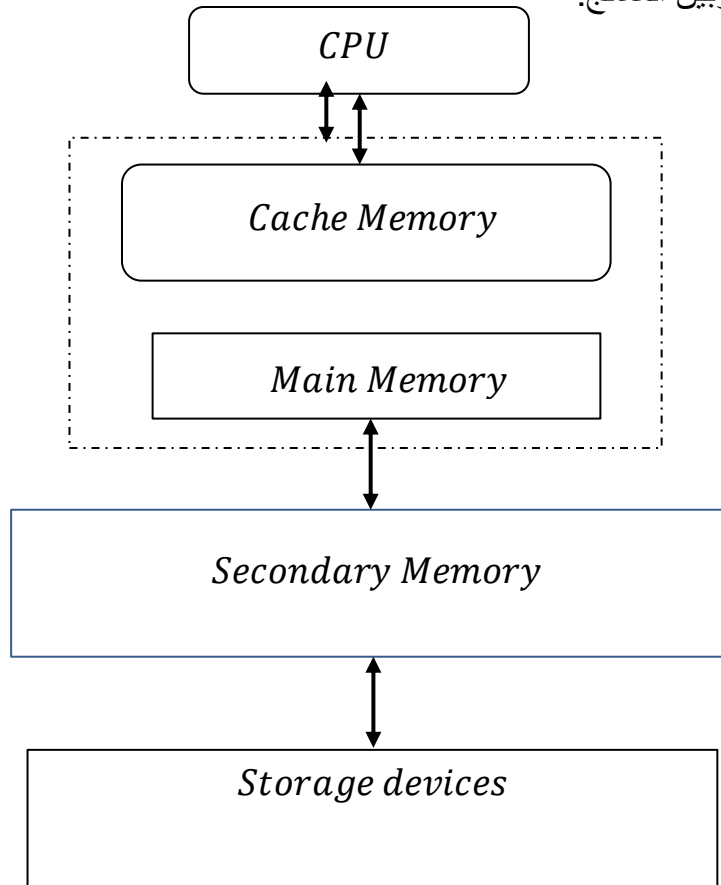 CPU
Cache Memory
Main Memory
Secondary Memory
Storage devices